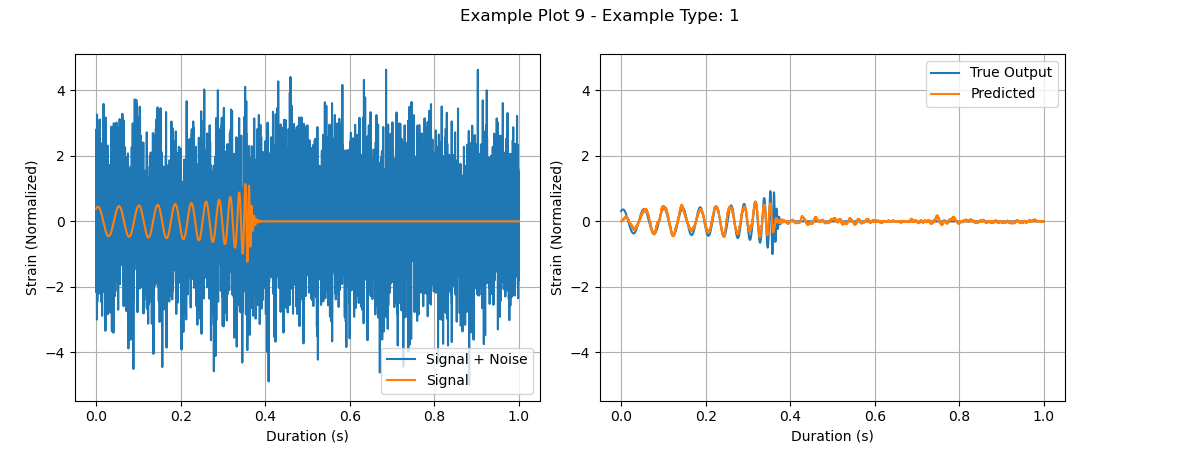 Example Plot 9 - Example Type: 1
Strain (Normalized)
4
2
0
−2
−4
0.0 0.2 0.4 0.6 0.8 1.0
Duration (s)
Signal + Noise
Signal
Strain (Normalized)
4
2
0
−2
−4
0.0 0.2 0.4 0.6 0.8 1.0
Duration (s)
True Output
Predicted